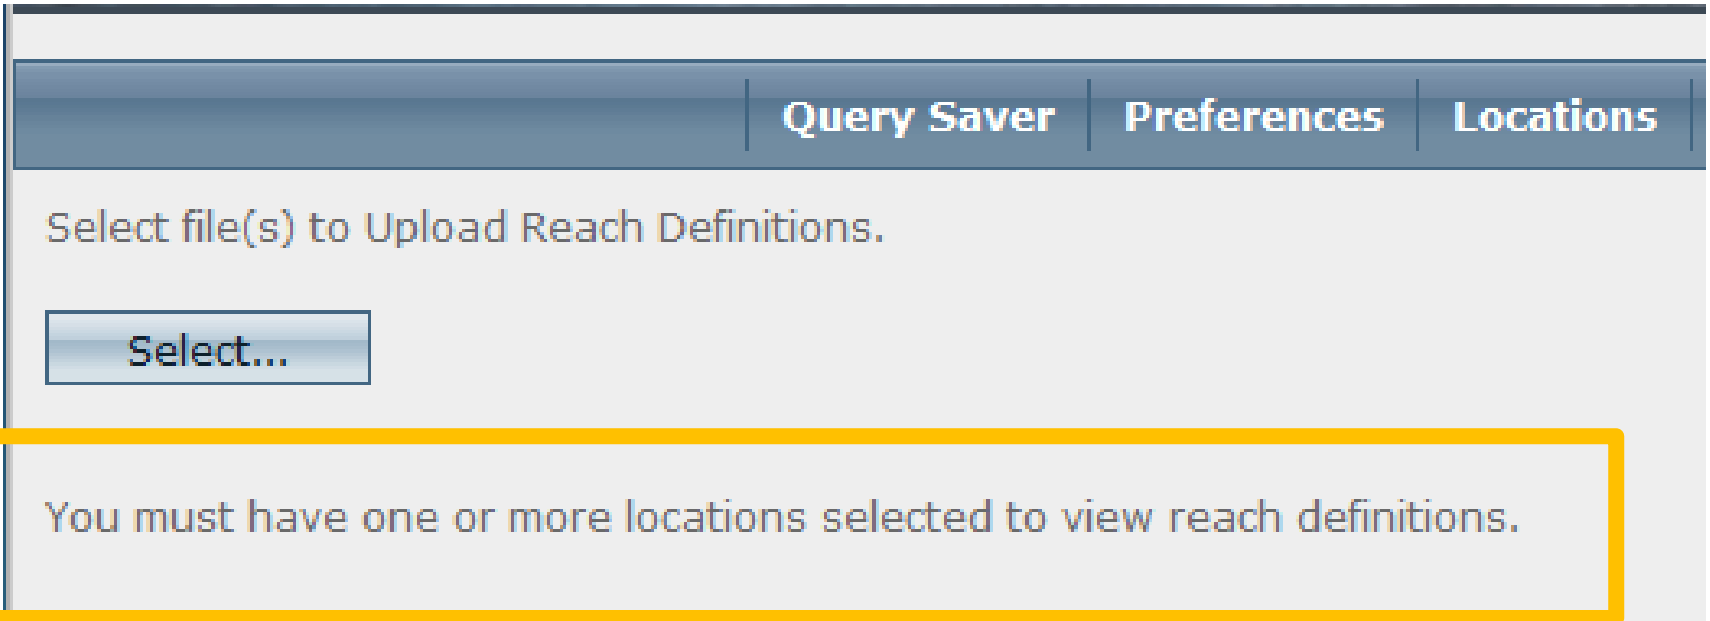 Query Saver Preferences Locations
Select file(s) to Upload Reach Definitions.
Select...
You must have one or more locations selected to view reach definitions.